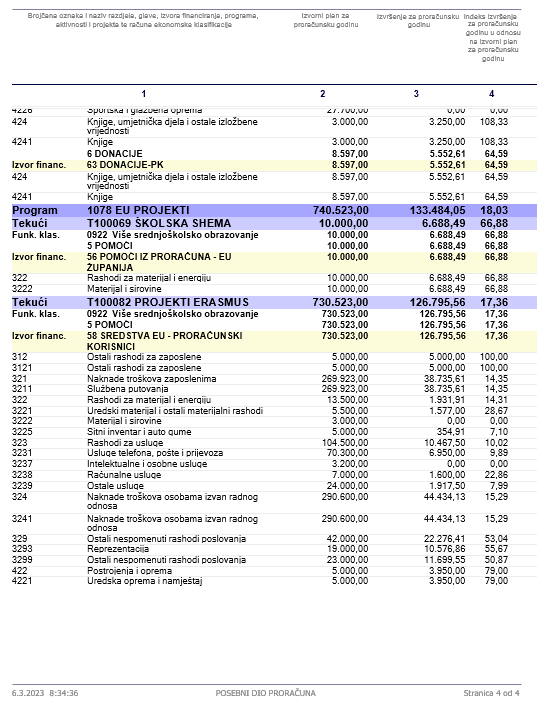 Brojčana oznaka i naziv razdjela, glave, izvora financiranja, programa,
aktivnosti i projekta te računa ekonomske klasifikacije
Izvorni plan za
proračunsku godinu
Izvršenje za proračunsku
godinu
Indeks izvršenje
za proračunsku
godinu u odnosu
na izvorni plan
za proračunsku
godinu
1 2 3 4
4226 Sportska i glazbena oprema 27.700,00 0,00 0,00
424 Knjige, umjetnička djela i ostale izložbene 3.000,00 3.250,00 108,33
vrijednosti
4241 Knjige 3.000,00 3.250,00 108,33
6 DONACIJE 8.597,00 5.552,61 64,59
Izvor financ. 63 DONACIJE-PK 8.597,00 5.552,61 64,59
424 Knjige, umjetnička djela i ostale izložbene 8.597,00 5.552,61 64,59
vrijednosti
4241 Knjige 8.597,00 5.552,61 64,59
Program 1078 EU PROJEKTI 740.523,00 133.484,05 18,03
Tekući T100069 ŠKOLSKA SHEMA 10.000,00 6.688,49 66,88
Funk. klas. 0922 Više srednjoškolsko obrazovanje 10.000,00 6.688,49 66,88
5 POMOĆI 10.000,00 6.688,49 66,88
Izvor financ. 56 POMOĆI IZ PRORAČUNA - EU 10.000,00 6.688,49 66,88
ŽUPANIJA
322 Rashodi za materijal i energiju 10.000,00 6.688,49 66,88
3222 Materijal i sirovine 10.000,00 6.688,49 66,88
Tekući T100082 PROJEKTI ERASMUS 730.523,00 126.795,56 17,36
Funk. klas. 0922 Više srednjoškolsko obrazovanje 730.523,00 126.795,56 17,36
5 POMOĆI 730.523,00 126.795,56 17,36
Izvor financ. 58 SREDSTVA EU - PRORAČUNSKI 730.523,00 126.795,56 17,36
KORISNICI
312 Ostali rashodi za zaposlene 5.000,00 5.000,00 100,00
3121 Ostali rashodi za zaposlene 5.000,00 5.000,00 100,00
321 Naknade troškova zaposlenima 269.923,00 38.735,61 14,35
3211 Službena putovanja 269.923,00 38.735,61 14,35
322 Rashodi za materijal i energiju 13.500,00 1.931,91 14,31
3221 Uredski materijal i ostali materijalni rashodi 5.500,00 1.577,00 28,67
3222 Materijal i sirovine 3.000,00 0,00 0,00
3225 Sitni inventar i auto gume 5.000,00 354,91 7,10
323 Rashodi za usluge 104.500,00 10.467,50 10,02
3231 Usluge telefona, pošte i prijevoza 70.300,00 6.950,00 9,89
3237 Intelektualne i osobne usluge 3.200,00 0,00 0,00
3238 Računalne usluge 7.000,00 1.600,00 22,86
3239 Ostale usluge 24.000,00 1.917,50 7,99
324 Naknade troškova osobama izvan radnog 290.600,00 44.434,13 15,29
odnosa
3241 Naknade troškova osobama izvan radnog 290.600,00 44.434,13 15,29
odnosa
329 Ostali nespomenuti rashodi poslovanja 42.000,00 22.276,41 53,04
3293 Reprezentacija 19.000,00 10.576,86 55,67
3299 Ostali nespomenuti rashodi poslovanja 23.000,00 11.699,55 50,87
422 Postrojenja i oprema 5.000,00 3.950,00 79,00
4221 Uredska oprema i namještaj 5.000,00 3.950,00 79,00
6.3.2023 8:34:36 POSEBNI DIO PRORAČUNA Stranica 4 od 4